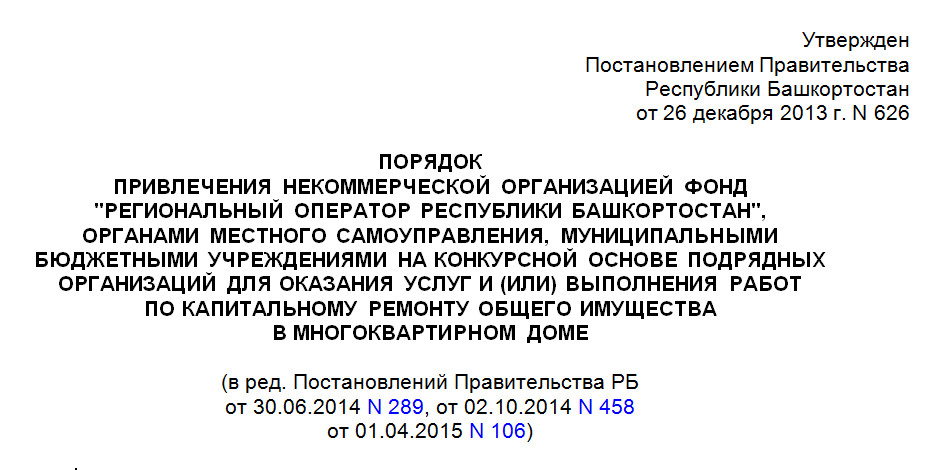 Утвержден
Постановлением Правительства
Республики Башкортостан
от 26 декабря 2013 г. N 626
ПОРЯДОК
ПРИВЛЕЧЕНИЯ НЕКОММЕРЧЕСКОЙ ОРГАНИЗАЦИЕЙ ФОНД
"РЕГИОНАЛЬНЫЙ ОПЕРАТОР РЕСПУБЛИКИ БАШКОРТОСТАН",
ОРГАНАМИ МЕСТНОГО САМОУПРАВЛЕНИЯ, МУНИЦИПАЛЬНЫМИ
БЮДЖЕТНЫМИ УЧРЕЖДЕНИЯМИ НА КОНКУРСНОЙ ОСНОВЕ ПОДРЯДНЫХ
ОРГАНИЗАЦИЙ ДЛЯ ОКАЗАНИЯ УСЛУГ И (ИЛИ) ВЫПОЛНЕНИЯ РАБОТ
ПО КАПИТАЛЬНОМУ РЕМОНТУ ОБЩЕГО ИМУЩЕСТВА
В МНОГОКВАРТИРНОМ ДОМЕ
(в ред. Постановлений Правительства РБ
от 30.06.2014 N 289, от 02.10.2014 N 458
от 01.04.2015 N 106)